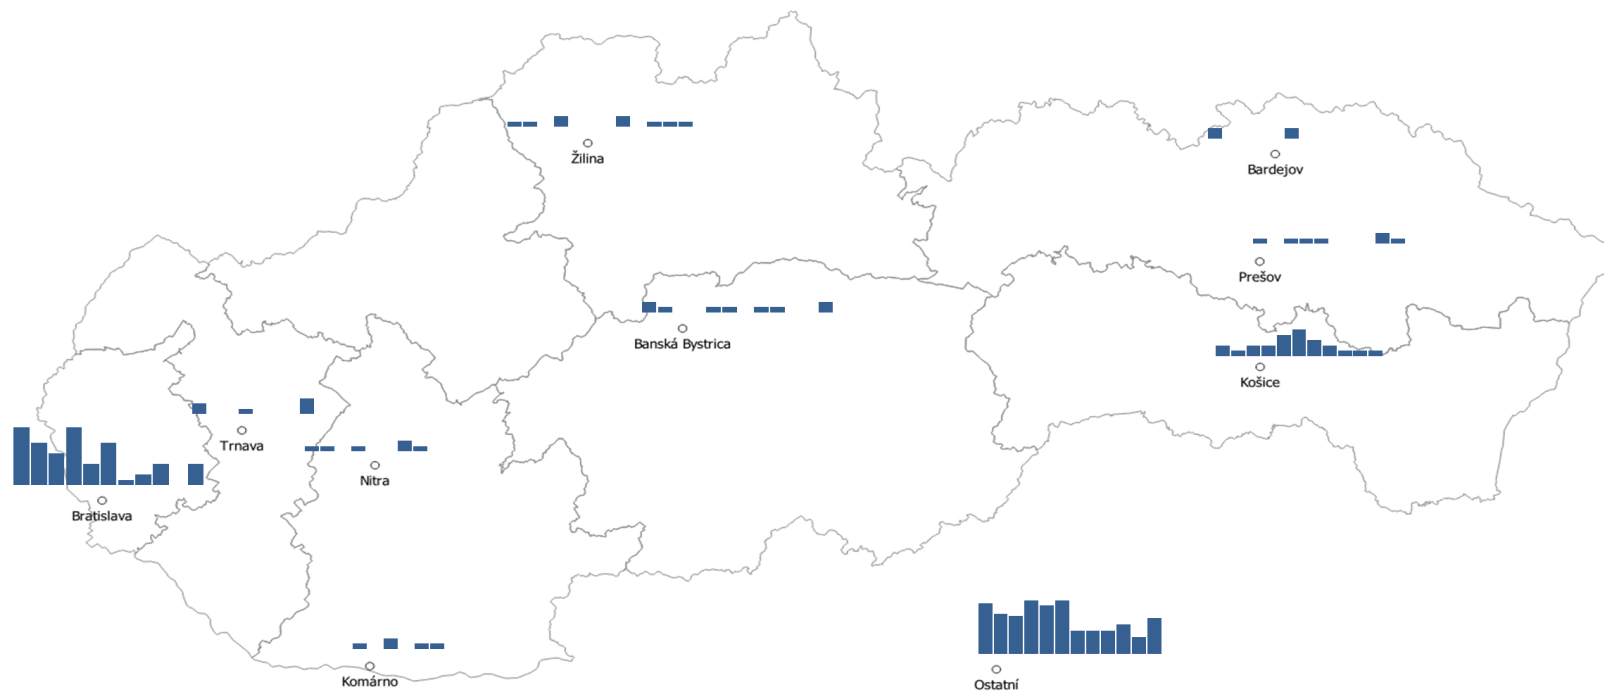 Žilina
Bardejov
Prešov
Banská Bystrica
Košice
Trnava
Nitra
Bratislava
Komárno
Ostatní